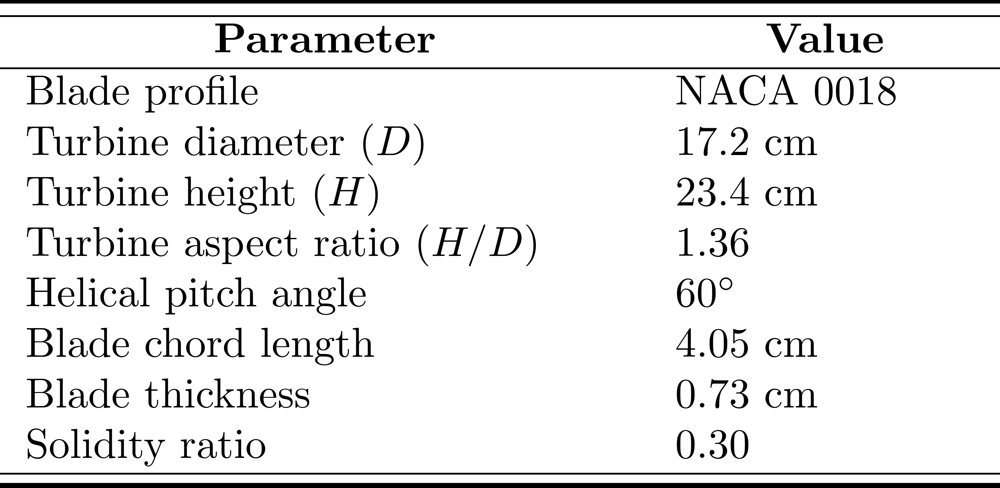 Parameter Value
Blade profile NACA 0018
Turbine diameter (D) 17.2 cm
Turbine height (H) 23.4 cm
Turbine aspect ratio (H/D) 1.36
Helical pitch angle 60°
Blade chord length 4.05 cm
Blade thickness 0.73 cm
Solidity ratio 0.30